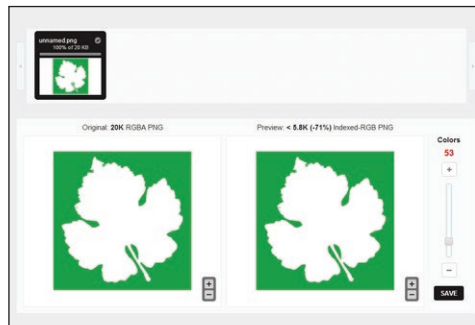 unnamed.png
100% of 20 KB
Original: 20K RGBA PNG
Preview: < 5.8K (-71%) Indexed-RGB PNG
Colors
53
+
−
+
−
+
−
SAVE